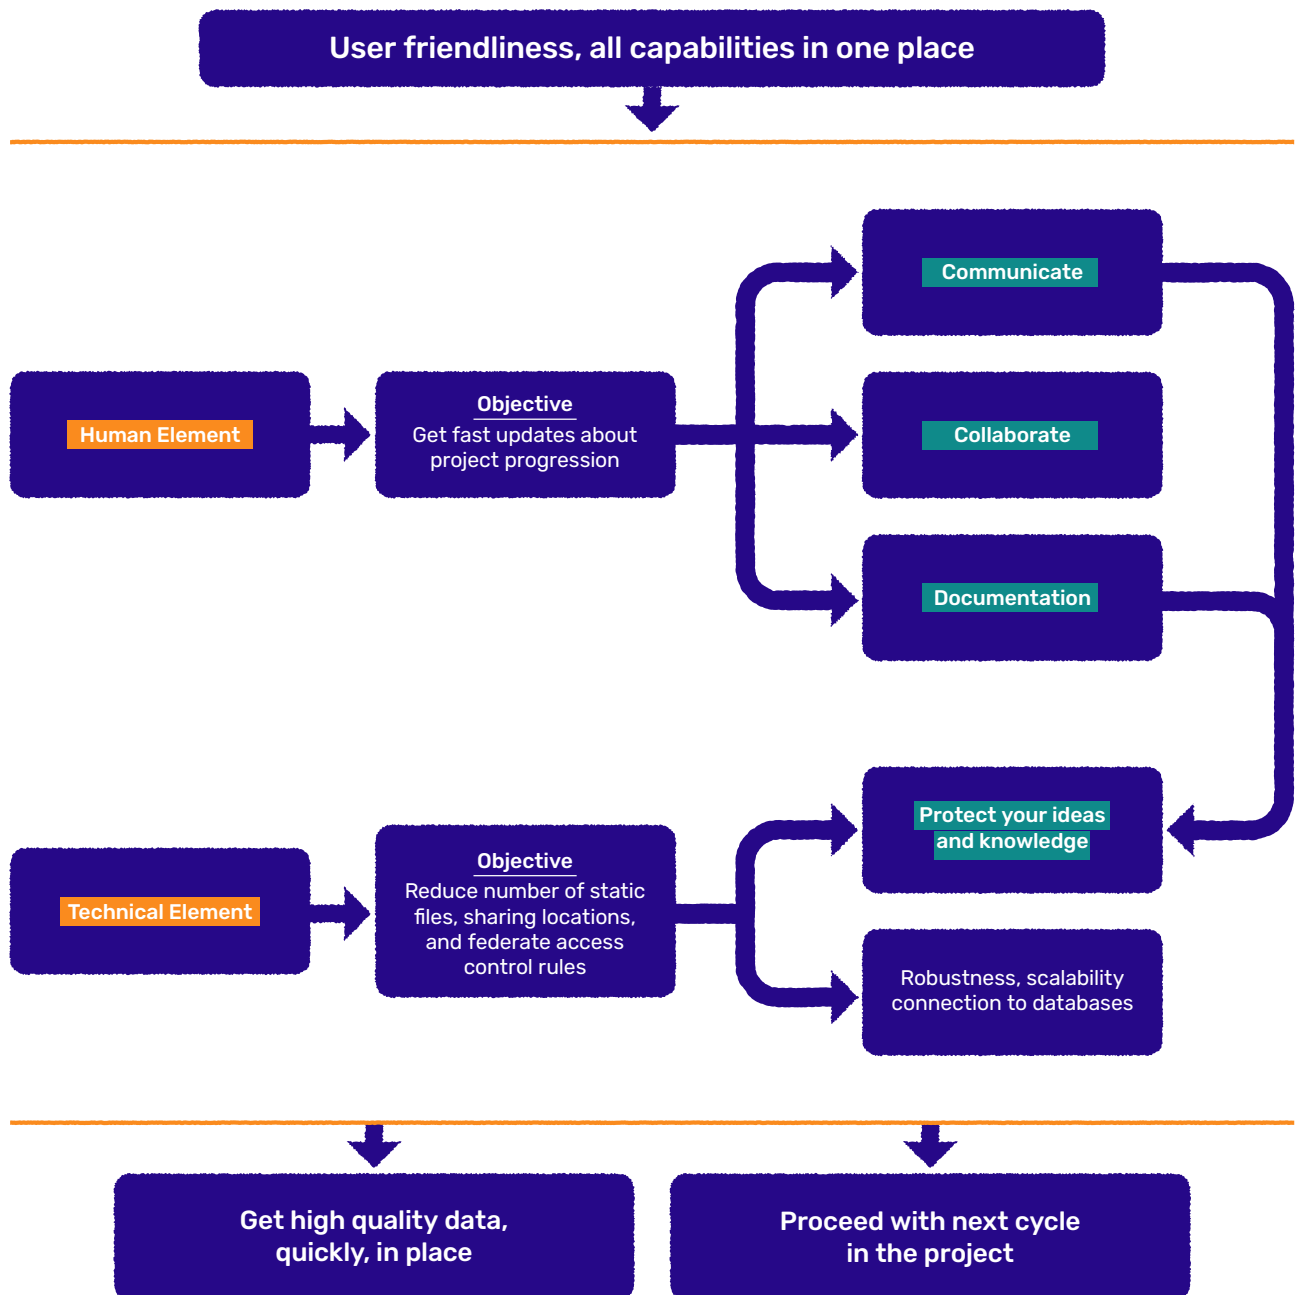 User friendliness, all capabilities in one place
Communicate
Human Element
Objective
Get fast updates about
project progression
Collaborate
Documentation
Technical Element
Objective
Reduce number of static
files, sharing locations,
and federate access
control rules
Protect your ideas
and knowledge
Robustness, scalability
connection to databases
Get high quality data,
quickly, in place
Proceed with next cycle
in the project